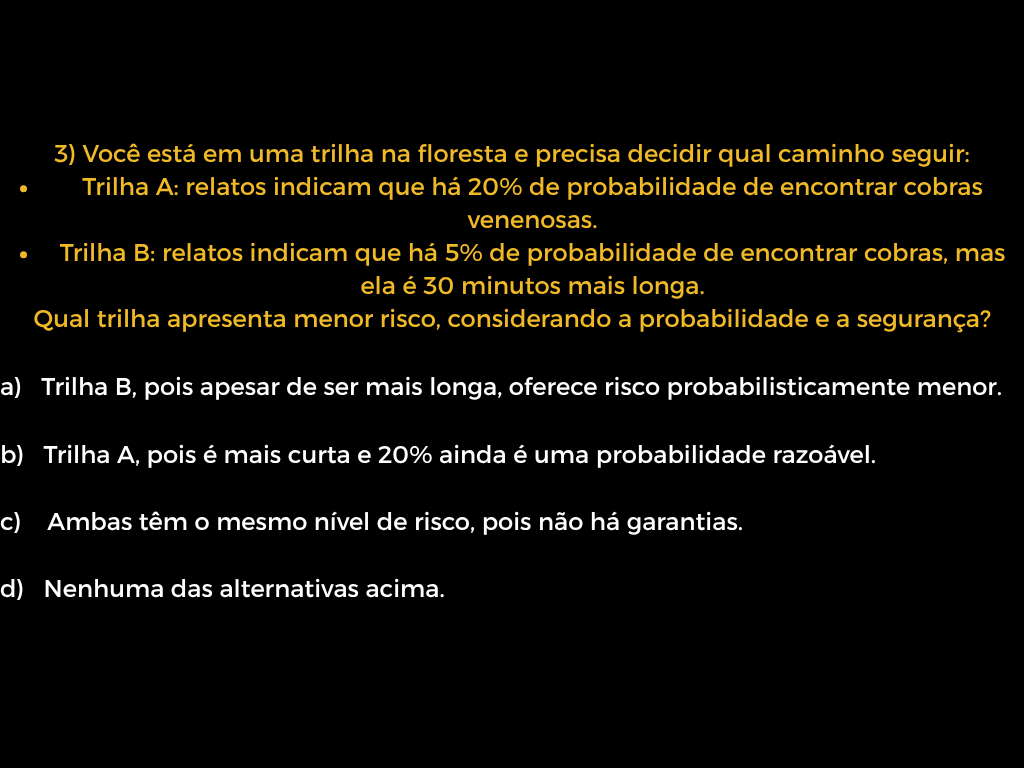 3) Você está em uma trilha na floresta e precisa decidir qual caminho seguir:
• Trilha A: relatos indicam que há 20% de probabilidade de encontrar cobras
venenosas.
• Trilha B: relatos indicam que há 5% de probabilidade de encontrar cobras, mas
ela é 30 minutos mais longa.
Qual trilha apresenta menor risco, considerando a probabilidade e a segurança?
a) Trilha B, pois apesar de ser mais longa, oferece risco probabilisticamente menor.
b) Trilha A, pois é mais curta e 20% ainda é uma probabilidade razoável.
c) Ambas têm o mesmo nível de risco, pois não há garantias.
d) Nenhuma das alternativas acima.